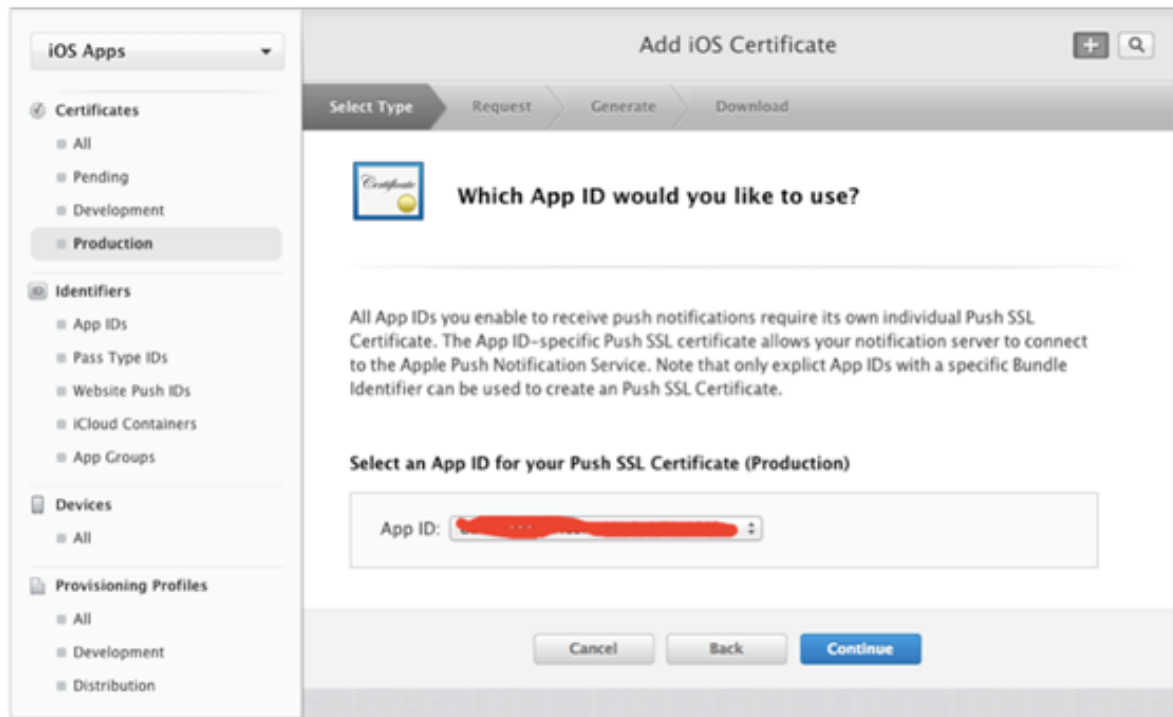 iOS Apps
Certificates
All
Pending
Development
Production
Identifiers
App IDs
Pass Type IDs
Website Push IDs
iCloud Containers
App Groups
Devices
All
Provisioning Profiles
All
Development
Distribution
Add iOS Certificate
Select Type
Request
Generate
Download
Certificate
Which App ID would you like to use?
All App IDs you enable to receive push notifications require its own individual Push SSL
Certificate. The App ID-specific Push SSL certificate allows your notification server to connect
to the Apple Push Notification Service. Note that only explict App IDs with a specific Bundle
Identifier can be used to create an Push SSL Certificate.
Select an App ID for your Push SSL Certificate (Production)
App ID:
Cancel
Back
Continue